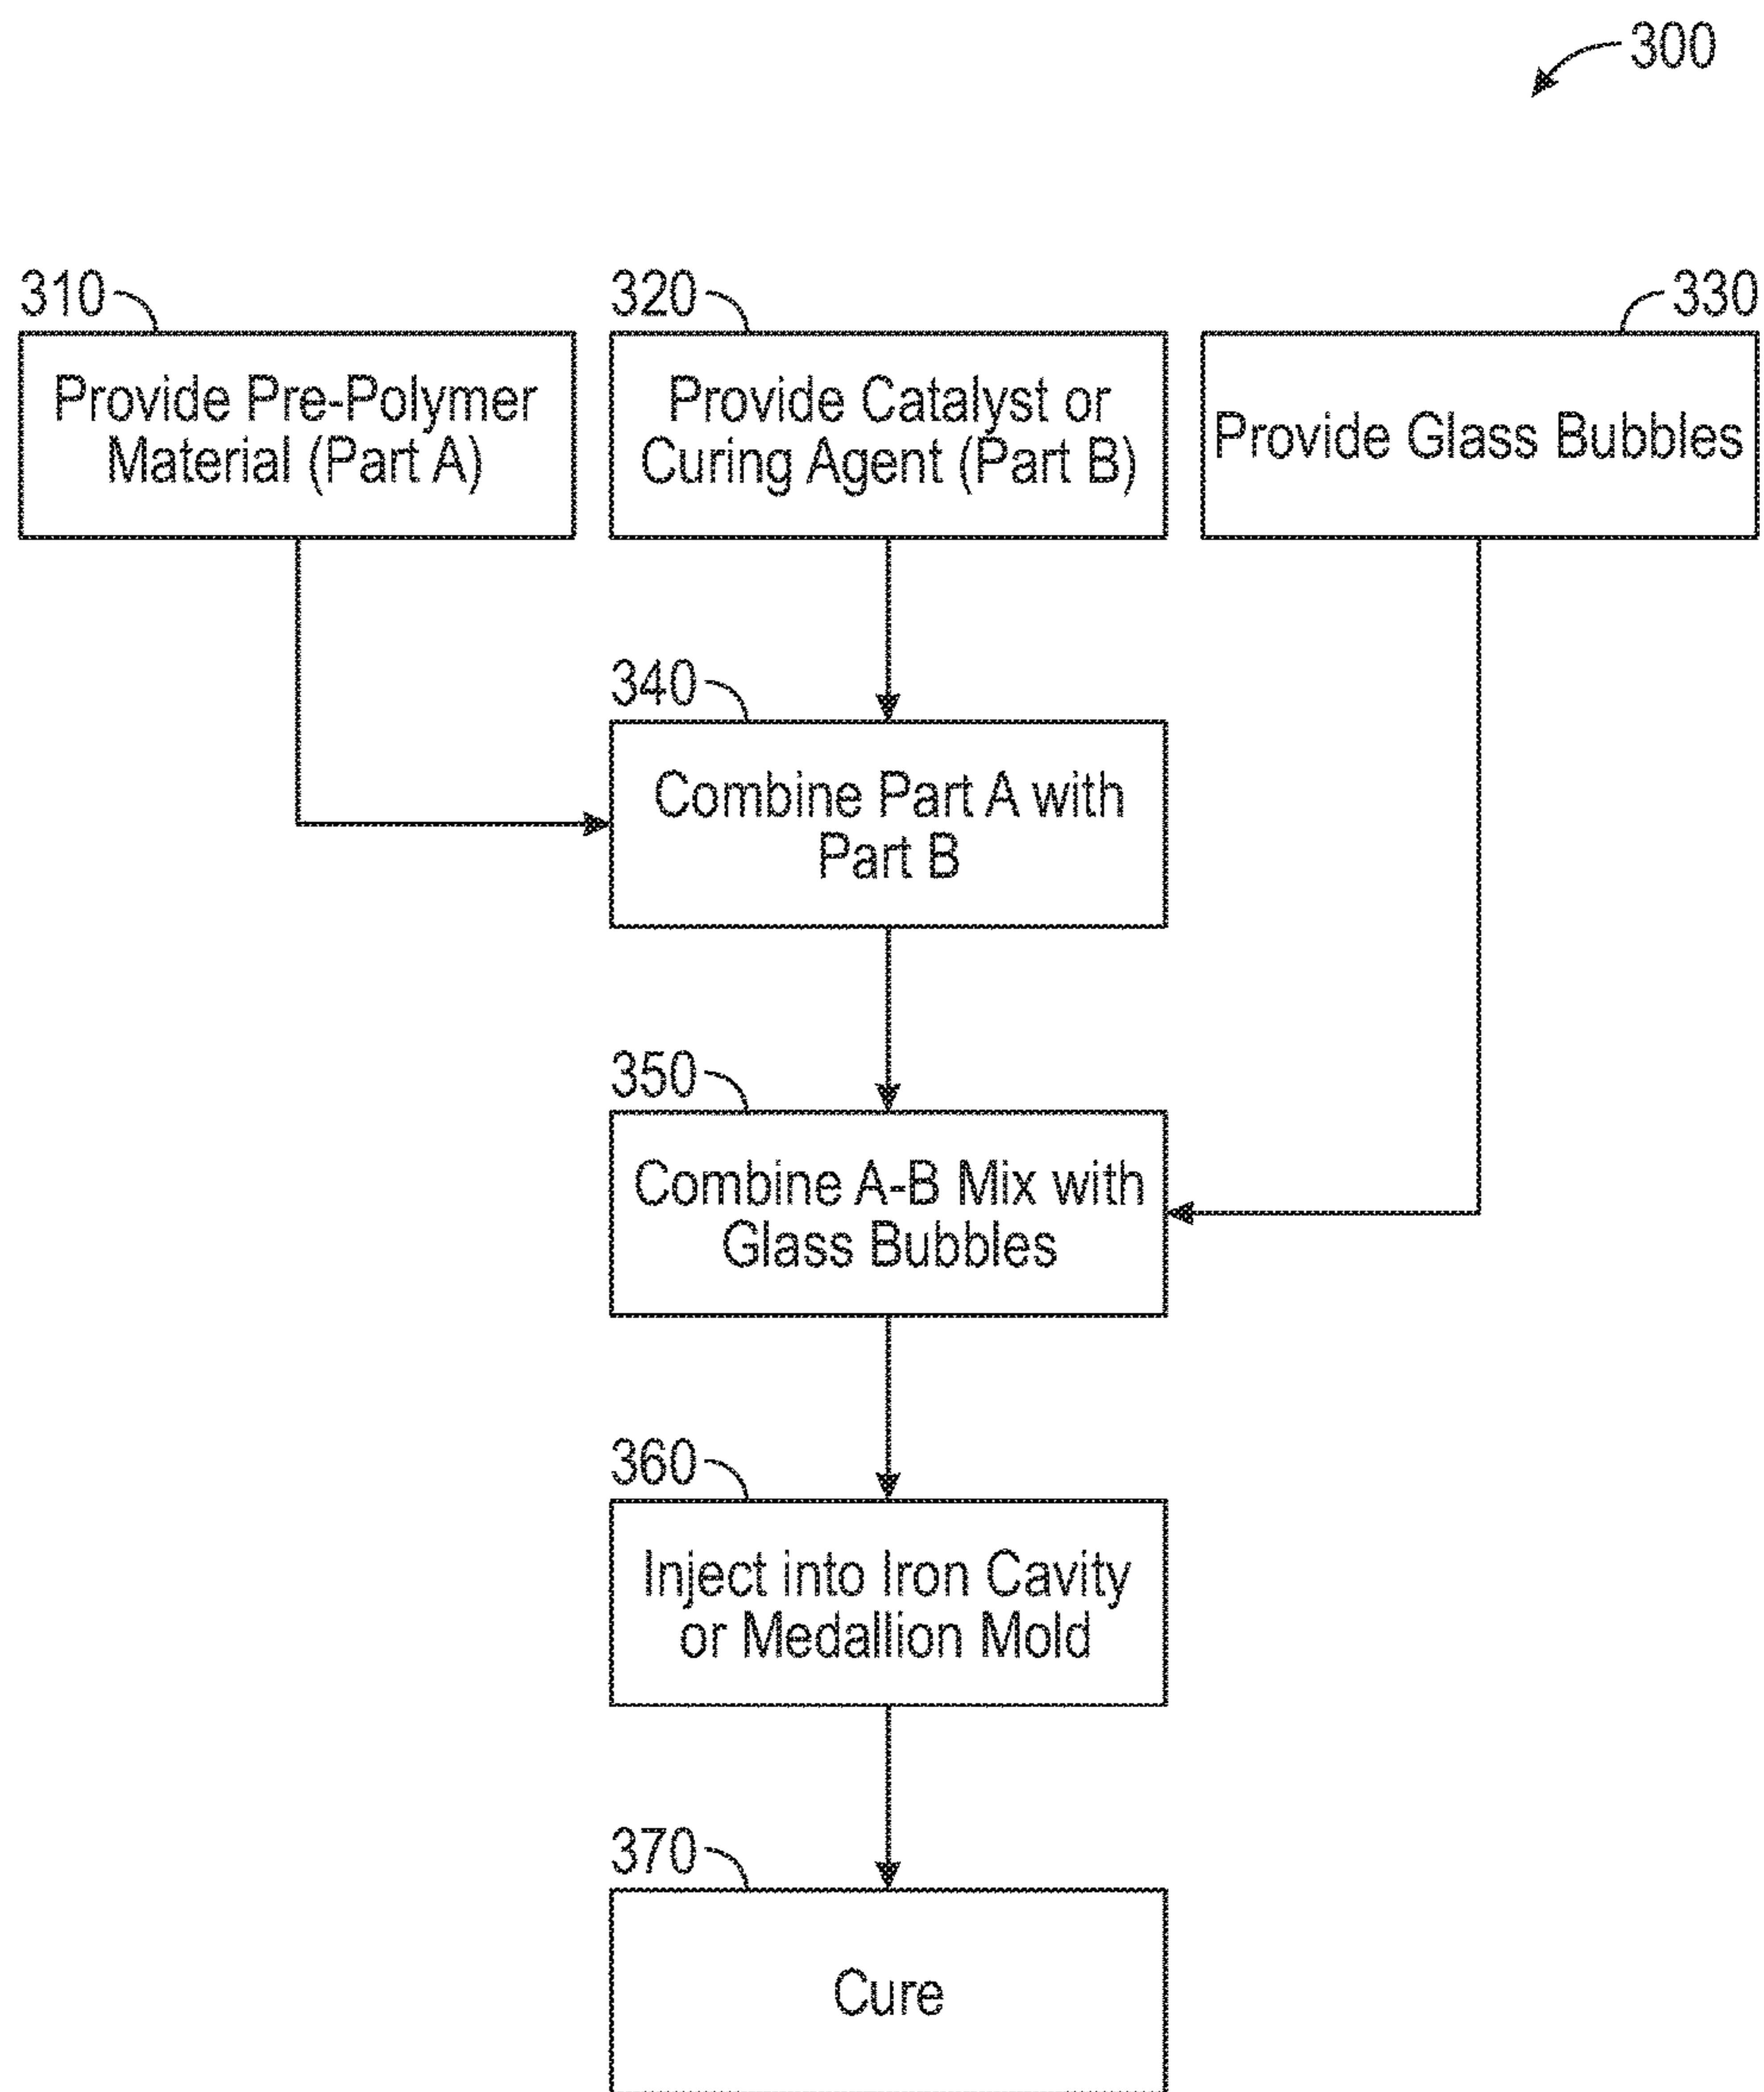 300
310
Provide Pre-Polymer
Material (Part A)
320
Provide Catalyst or
Curing Agent (Part B)
330
Provide Glass Bubbles
340
Combine Part A with
Part B
350
Combine A-B Mix with
Glass Bubbles
360
Inject into Iron Cavity
or Medallion Mold
370
Cure